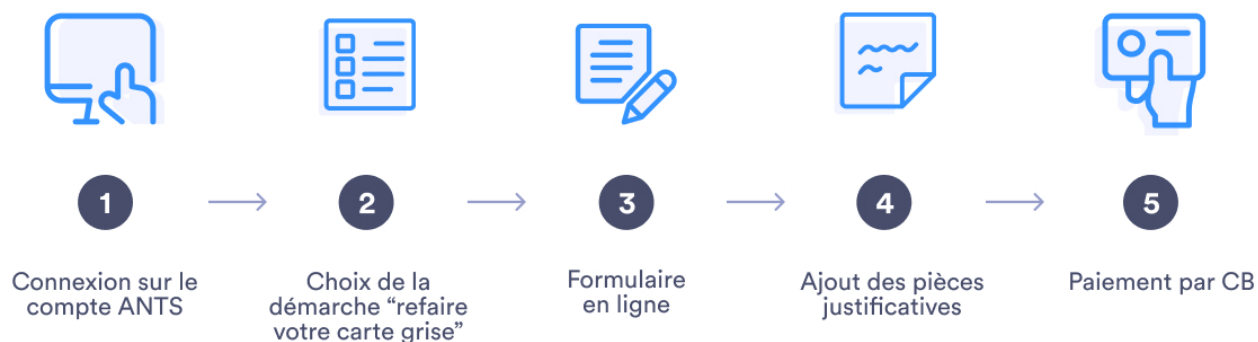 1
2
3
4
5
Connexion sur le
compte ANTS
Choix de la
démarche “refaire
votre carte grise”
Formulaire
en ligne
Ajout des pièces
justificatives
Paiement par CB